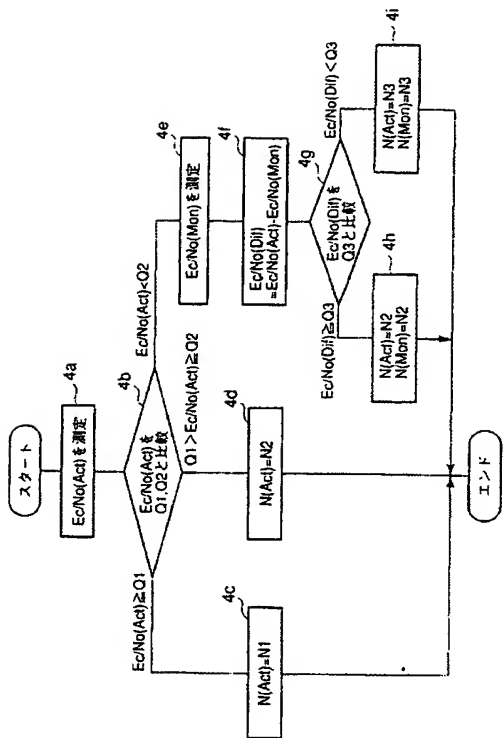 スタート
4a
Ec/No(Act)を測定
4b
Ec/No(Act)を
Q1,Q2と比較
Ec/No(Act)≧Q1
Q1>Ec/No(Act)≧Q2
Ec/No(Act)<Q2
4c
N(Act)=N1
4d
N(Act)=N2
4e
Ec/No(Mon)を測定
4f
Ec/No(Dif)
=Ec/No(Act)-Ec/No(Mon)
4g
Ec/No(Dif)を
Q3と比較
Ec/No(Dif)≧Q3
Ec/No(Dif)<Q3
4h
N(Act)=N2
N(Mon)=N2
4i
N(Act)=N3
N(Mon)=N3
エンド